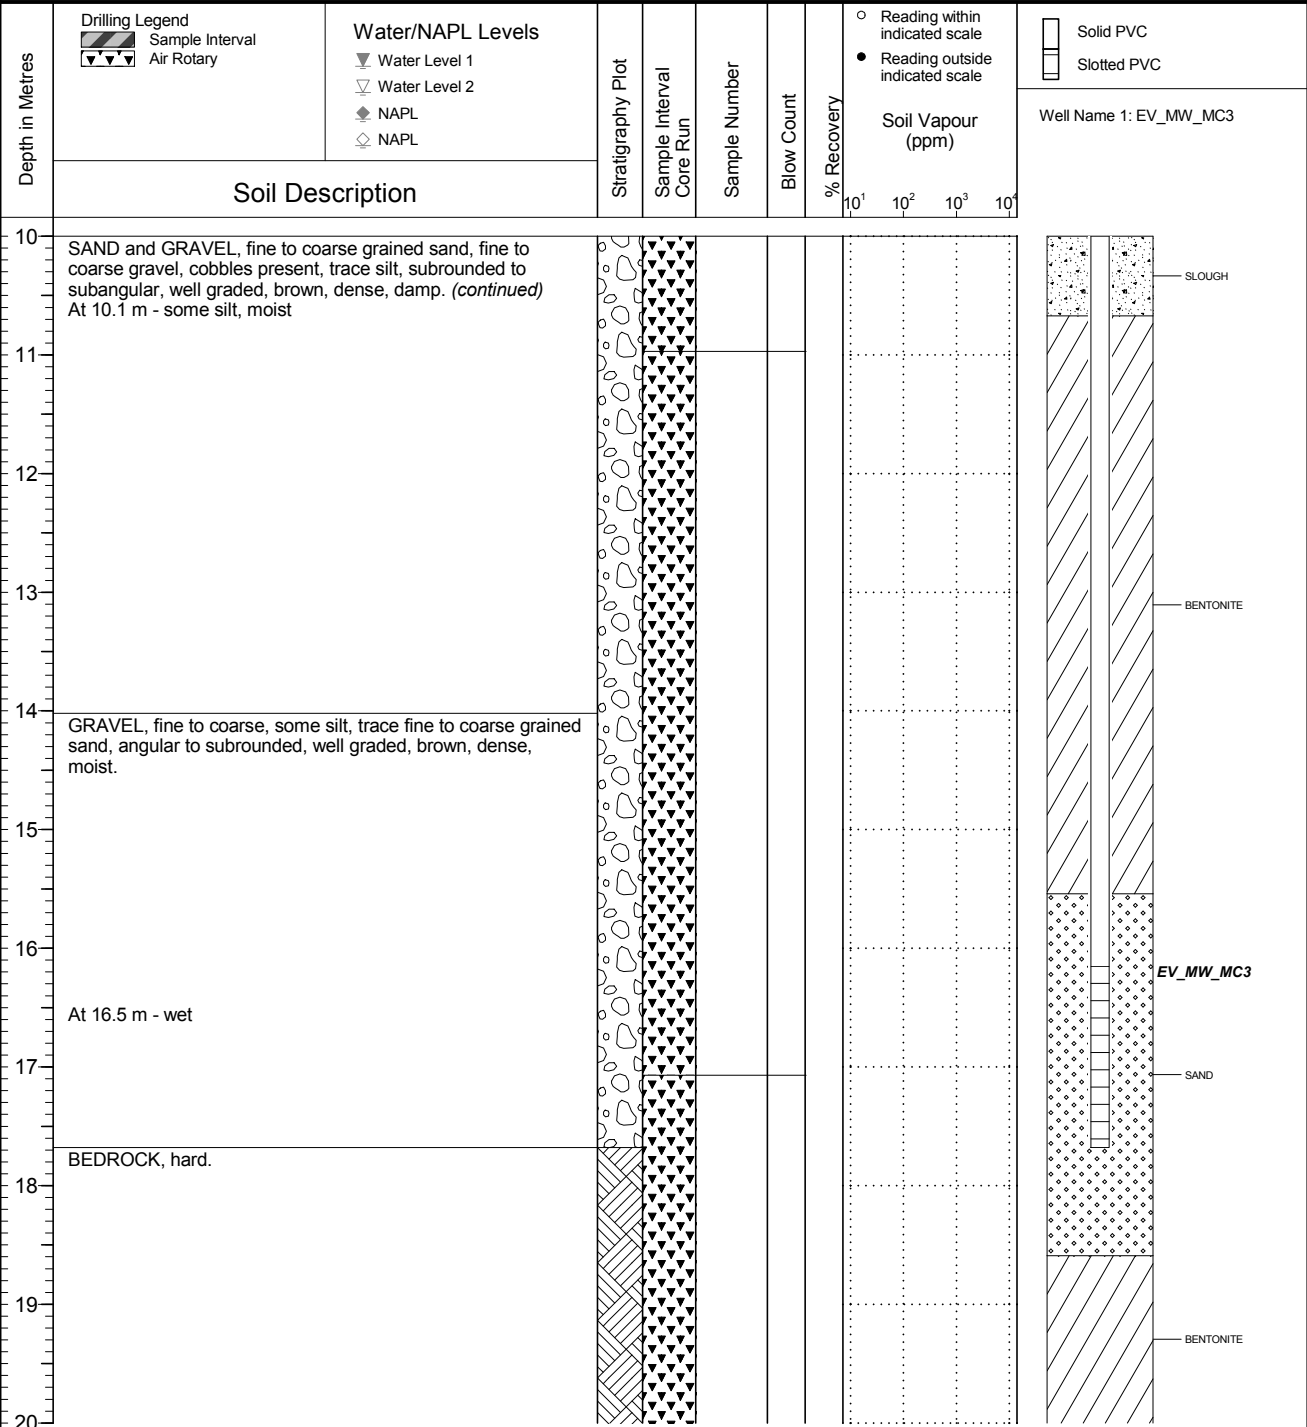 Drilling Legend
Sample Interval
Air Rotary
Water/NAPL Levels
Water Level 1
Water Level 2
NAPL
NAPL
Depth in Metres
Soil Description
Stratigraphy Plot
Sample Interval
Core Run
Sample Number
Blow Count
% Recovery
Reading within
indicated scale
Reading outside
indicated scale
Soil Vapour
(ppm)
10¹ 10² 10³ 10⁴
Solid PVC
Slotted PVC
Well Name 1: EV_MW_MC3
10
SAND and GRAVEL, fine to coarse grained sand, fine to
coarse gravel, cobbles present, trace silt, subrounded to
subangular, well graded, brown, dense, damp. (continued)
At 10.1 m - some silt, moist
SLOUGH
11
12
13
BENTONITE
14
GRAVEL, fine to coarse, some silt, trace fine to coarse grained
sand, angular to subrounded, well graded, brown, dense,
moist.
15
16
EV_MW_MC3
At 16.5 m - wet
17
SAND
BEDROCK, hard.
18
19
BENTONITE
20